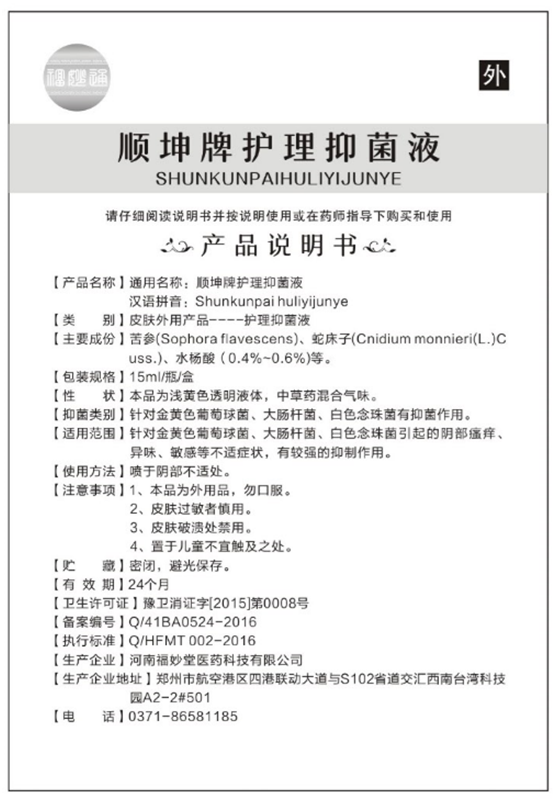 福妙通
外
顺坤牌护理抑菌液
SHUNKUNPAIHULIYIJUNYE
请仔细阅读说明书并按说明使用或在药师指导下购买和使用
产品说明书
【产品名称】通用名称：顺坤牌护理抑菌液
汉语拼音：Shunkunpai huliyijunye
【类　　别】皮肤外用产品----护理抑菌液
【主要成份】苦参(Sophora flavescens)、蛇床子(Cnidium monnieri(L.)C
uss.)、水杨酸（0.4%~0.6%)等。
【包装规格】15ml/瓶/盒
【性　　状】本品为浅黄色透明液体，中草药混合气味。
【抑菌类别】针对金黄色葡萄球菌、大肠杆菌、白色念珠菌有抑菌作用。
【适用范围】针对金黄色葡萄球菌、大肠杆菌、白色念菌引起的阴部瘙痒、
异味、敏感等不适症状，有较强的抑制作用。
【使用方法】喷于阴部不适处。
【注意事项】1、本品为外用品，勿口服。
2、皮肤过敏者慎用。
3、皮肤破溃处禁用。
4、置于儿童不宜触及之处。
【贮　　藏】密闭，避光保存。
【有 效 期】24个月
【卫生许可证】豫卫消证字[2015]第0008号
【备案编号】Q/41BA0524-2016
【执行标准】Q/HFMT 002-2016
【生产企业】河南福妙堂医药科技有限公司
【生产企业地址】郑州市航空港区四港联动大道与S102省道交汇西南台湾科技
园A2-2#501
【电　　话】0371-86581185